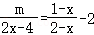 m/(2x-4) = (1-x)/(2-x) - 2